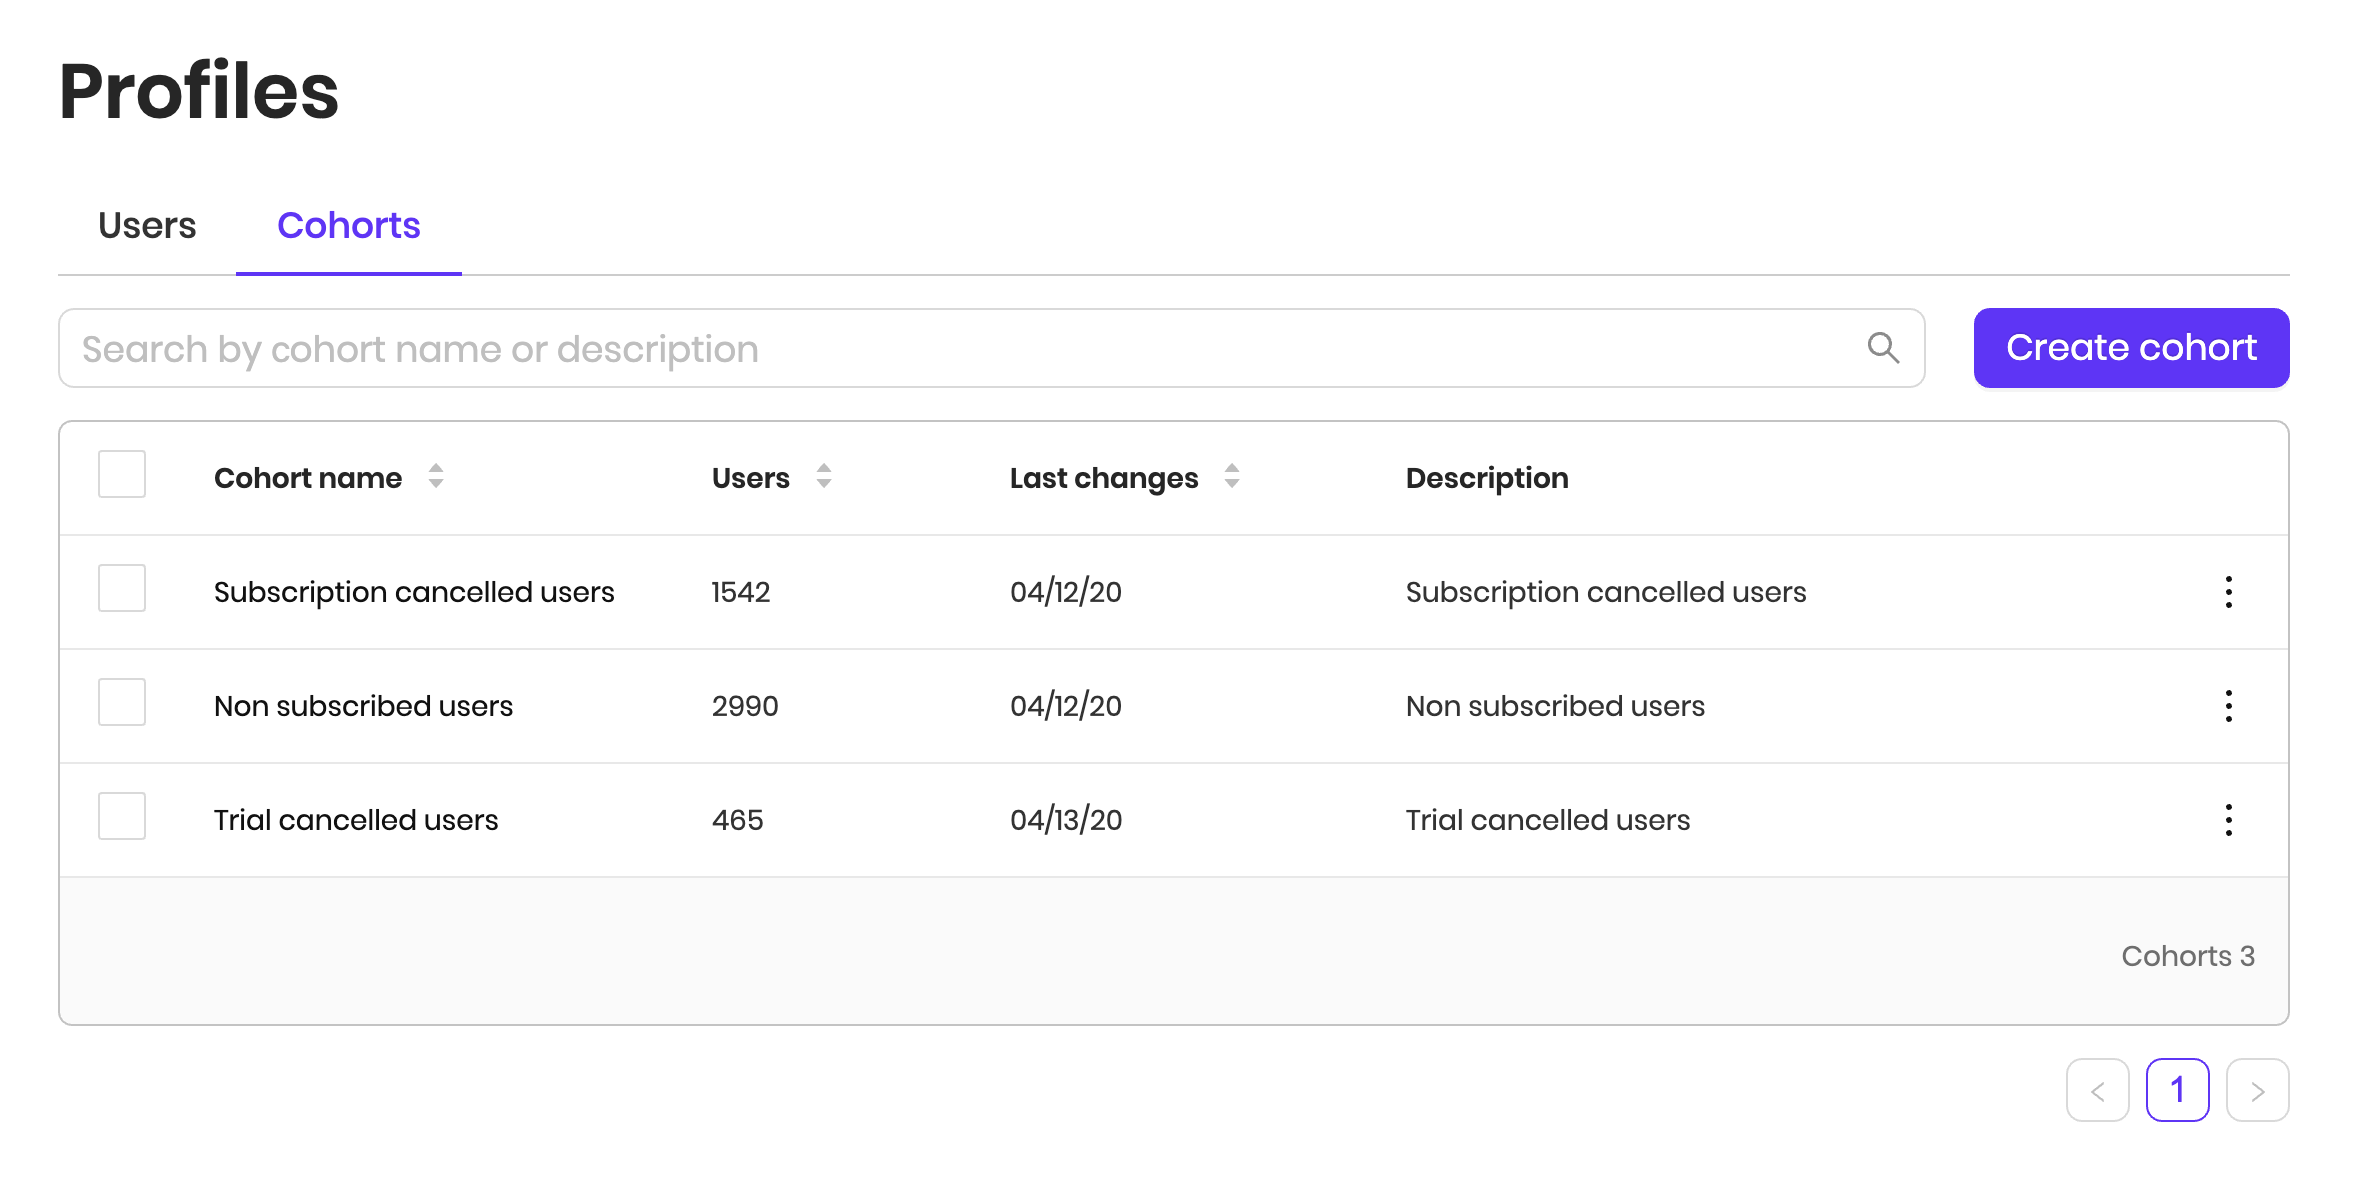 Profiles
Users Cohorts
Search by cohort name or description Create cohort
Cohort name Users Last changes Description
Subscription cancelled users 1542 04/12/20 Subscription cancelled users
Non subscribed users 2990 04/12/20 Non subscribed users
Trial cancelled users 465 04/13/20 Trial cancelled users
Cohorts 3
< 1 >